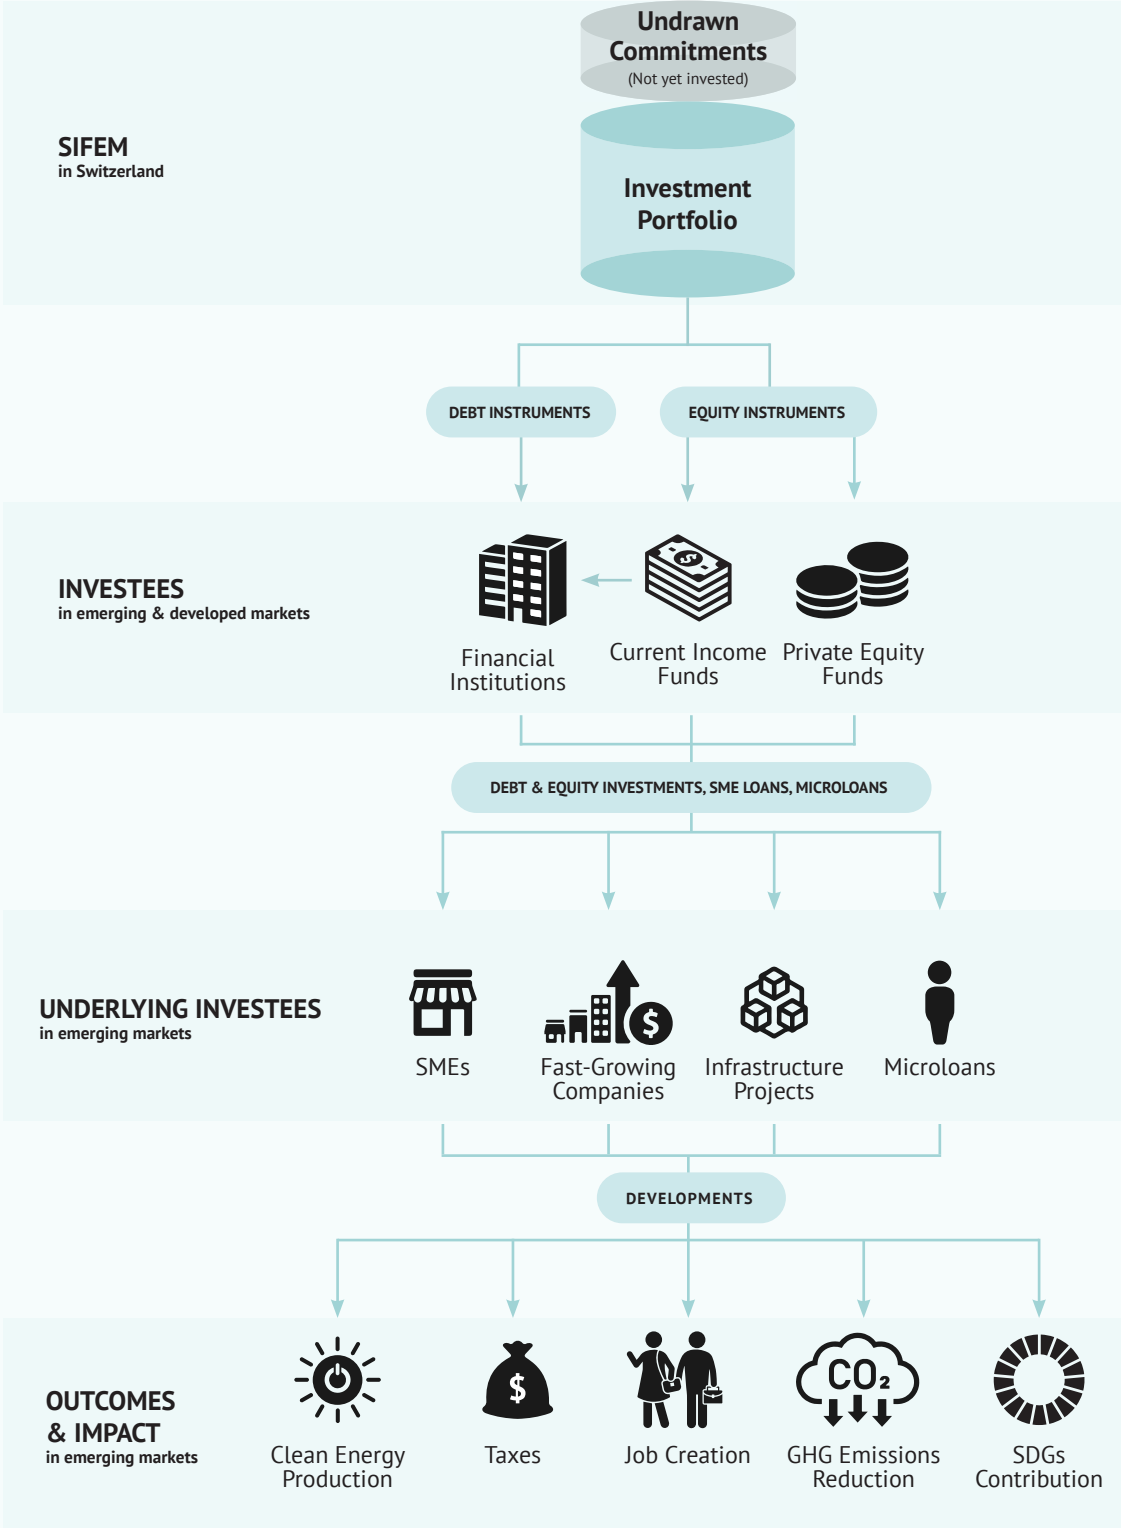 Undrawn
Commitments
(Not yet invested)
SIFEM
in Switzerland
Investment
Portfolio
DEBT INSTRUMENTS
EQUITY INSTRUMENTS
INVESTEES
in emerging & developed markets
$
Financial
Institutions
Current Income
Funds
Private Equity
Funds
DEBT & EQUITY INVESTMENTS, SME LOANS, MICROLOANS
UNDERLYING INVESTEES
in emerging markets
$
SMEs
Fast-Growing
Companies
Infrastructure
Projects
Microloans
DEVELOPMENTS
OUTCOMES
& IMPACT
in emerging markets
$
CO₂
Clean Energy
Production
Taxes
Job Creation
GHG Emissions
Reduction
SDGs
Contribution